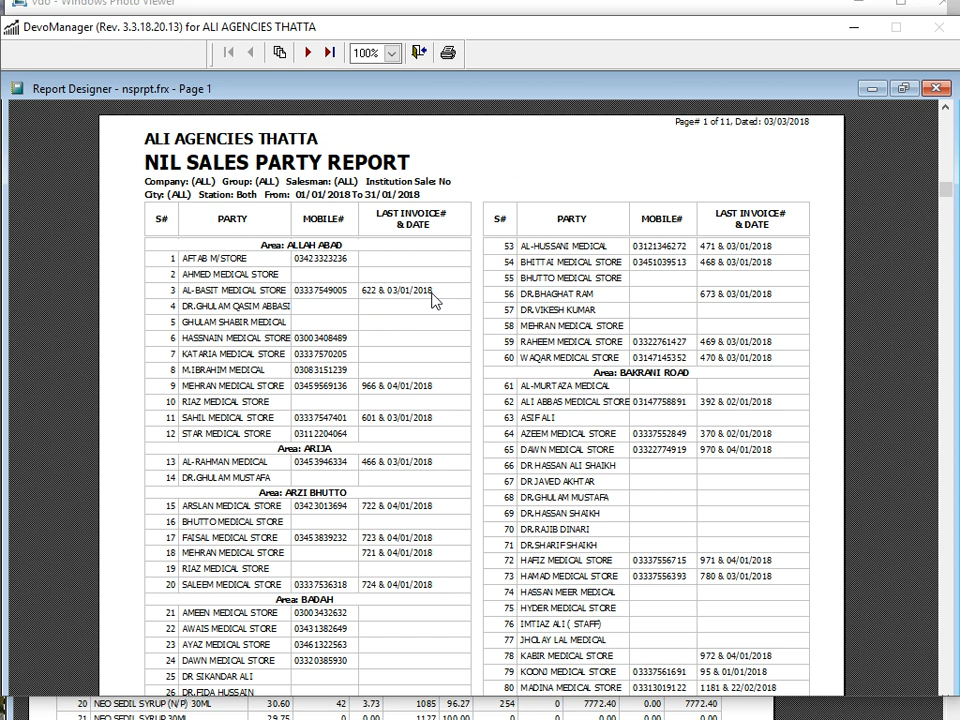 vdo - Windows Photo Viewer
DevoManager (Rev. 3.3.18.20.13) for ALI AGENCIES THATTA
100%
Report Designer - nsprpt.frx - Page 1
Page# 1 of 11, Dated: 03/03/2018
ALI AGENCIES THATTA
NIL SALES PARTY REPORT
Company: (ALL) Group: (ALL) Salesman: (ALL) Institution Sale: No
City: (ALL) Station: Both From: 01/01/2018 To 31/01/2018
S# PARTY MOBILE# LAST INVOICE# & DATE
Area: ALLAH ABAD
1 AFTAB M/STORE 03423323236
2 AHMED MEDICAL STORE
3 AL-BASIT MEDICAL STORE 03337549005 622 & 03/01/2018
4 DR.GHULAM QASIM ABBASI
5 GHULAM SHABIR MEDICAL
6 HASSNAIN MEDICAL STORE 03003408489
7 KATARIA MEDICAL STORE 03337570205
8 M.IBRAHIM MEDICAL 03083151239
9 MEHRAN MEDICAL STORE 03459569136 966 & 04/01/2018
10 RIAZ MEDICAL STORE
11 SAHIL MEDICAL STORE 03337547401 601 & 03/01/2018
12 STAR MEDICAL STORE 03112204064
Area: ARIJA
13 AL-RAHMAN MEDICAL 03453946334 466 & 03/01/2018
14 DR.GHULAM MUSTAFA
Area: ARZI BHUTTO
15 ARSLAN MEDICAL STORE 03423013694 722 & 04/01/2018
16 BHUTTO MEDICAL STORE
17 FAISAL MEDICAL STORE 03453839232 723 & 04/01/2018
18 MEHRAN MEDICAL STORE 721 & 04/01/2018
19 RIAZ MEDICAL STORE
20 SALEEM MEDICAL STORE 03337536318 724 & 04/01/2018
Area: BADAH
21 AMEEN MEDICAL STORE 03003432632
22 AWAIS MEDICAL STORE 03431382649
23 AYAZ MEDICAL STORE 03461322563
24 DAWN MEDICAL STORE 03320385930
25 DR SIKANDAR ALI
26 DR.FIDA HUSSAIN
S# PARTY MOBILE# LAST INVOICE# & DATE
53 AL-HUSSANI MEDICAL 03121346272 471 & 03/01/2018
54 BHITTAI MEDICAL STORE 03451039513 468 & 03/01/2018
55 BHUTTO MEDICAL STORE
56 DR.BHAGHAT RAM 673 & 03/01/2018
57 DR.VIKESH KUMAR
58 MEHRAN MEDICAL STORE
59 RAHEEM MEDICAL STORE 03322761427 469 & 03/01/2018
60 WAQAR MEDICAL STORE 03147145352 470 & 03/01/2018
Area: BAKRANI ROAD
61 AL-MURTAZA MEDICAL
62 ALI ABBAS MEDICAL STORE 03147758891 392 & 02/01/2018
63 ASIF ALI
64 AZEEM MEDICAL STORE 03337552849 370 & 02/01/2018
65 DAWN MEDICAL STORE 03322774919 970 & 04/01/2018
66 DR HASSAN ALI SHAIKH
67 DR.JAVED AKHTAR
68 DR.GHULAM MUSTAFA
69 DR.HASSAN SHAIKH
70 DR.RAJIB DINARI
71 DR.SHARIF SHAIKH
72 HAFIZ MEDICAL STORE 03337556715 971 & 04/01/2018
73 HAMAD MEDICAL STORE 03337556393 780 & 03/01/2018
74 HASSAN MEER MEDICAL
75 HYDER MEDICAL STORE
76 IMTIAZ ALI ( STAFF)
77 JHOLAY LAL MEDICAL
78 KABIR MEDICAL STORE 972 & 04/01/2018
79 KOONJ MEDICAL STORE 03337561691 95 & 01/01/2018
80 MADINA MEDICAL STORE 03313019122 1181 & 22/02/2018
20 NEO SEDIL SYRUP (N/P) 30ML 30.60 42 3.73 1085 96.27 254 0 7772.40 0.00 7772.40
21 NEO SEDIL SYRUP 30ML 29.75 0 0.00 1127 100.00